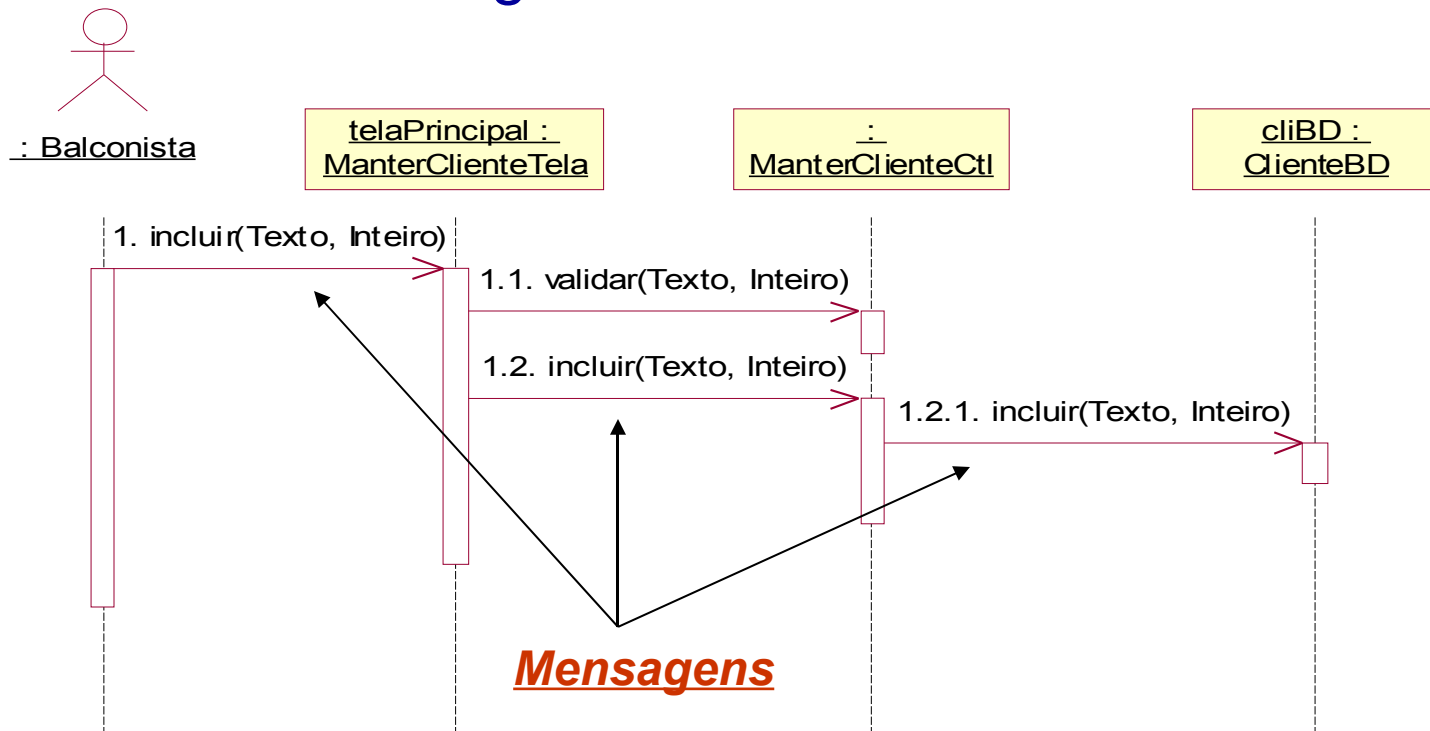 : Balconista
telaPrincipal :
ManterClienteTela
:
ManterClienteCtl
cliBD :
ClienteBD
1. incluir(Texto, Inteiro)
1.1. validar(Texto, Inteiro)
1.2. incluir(Texto, Inteiro)
1.2.1. incluir(Texto, Inteiro)
Mensagens